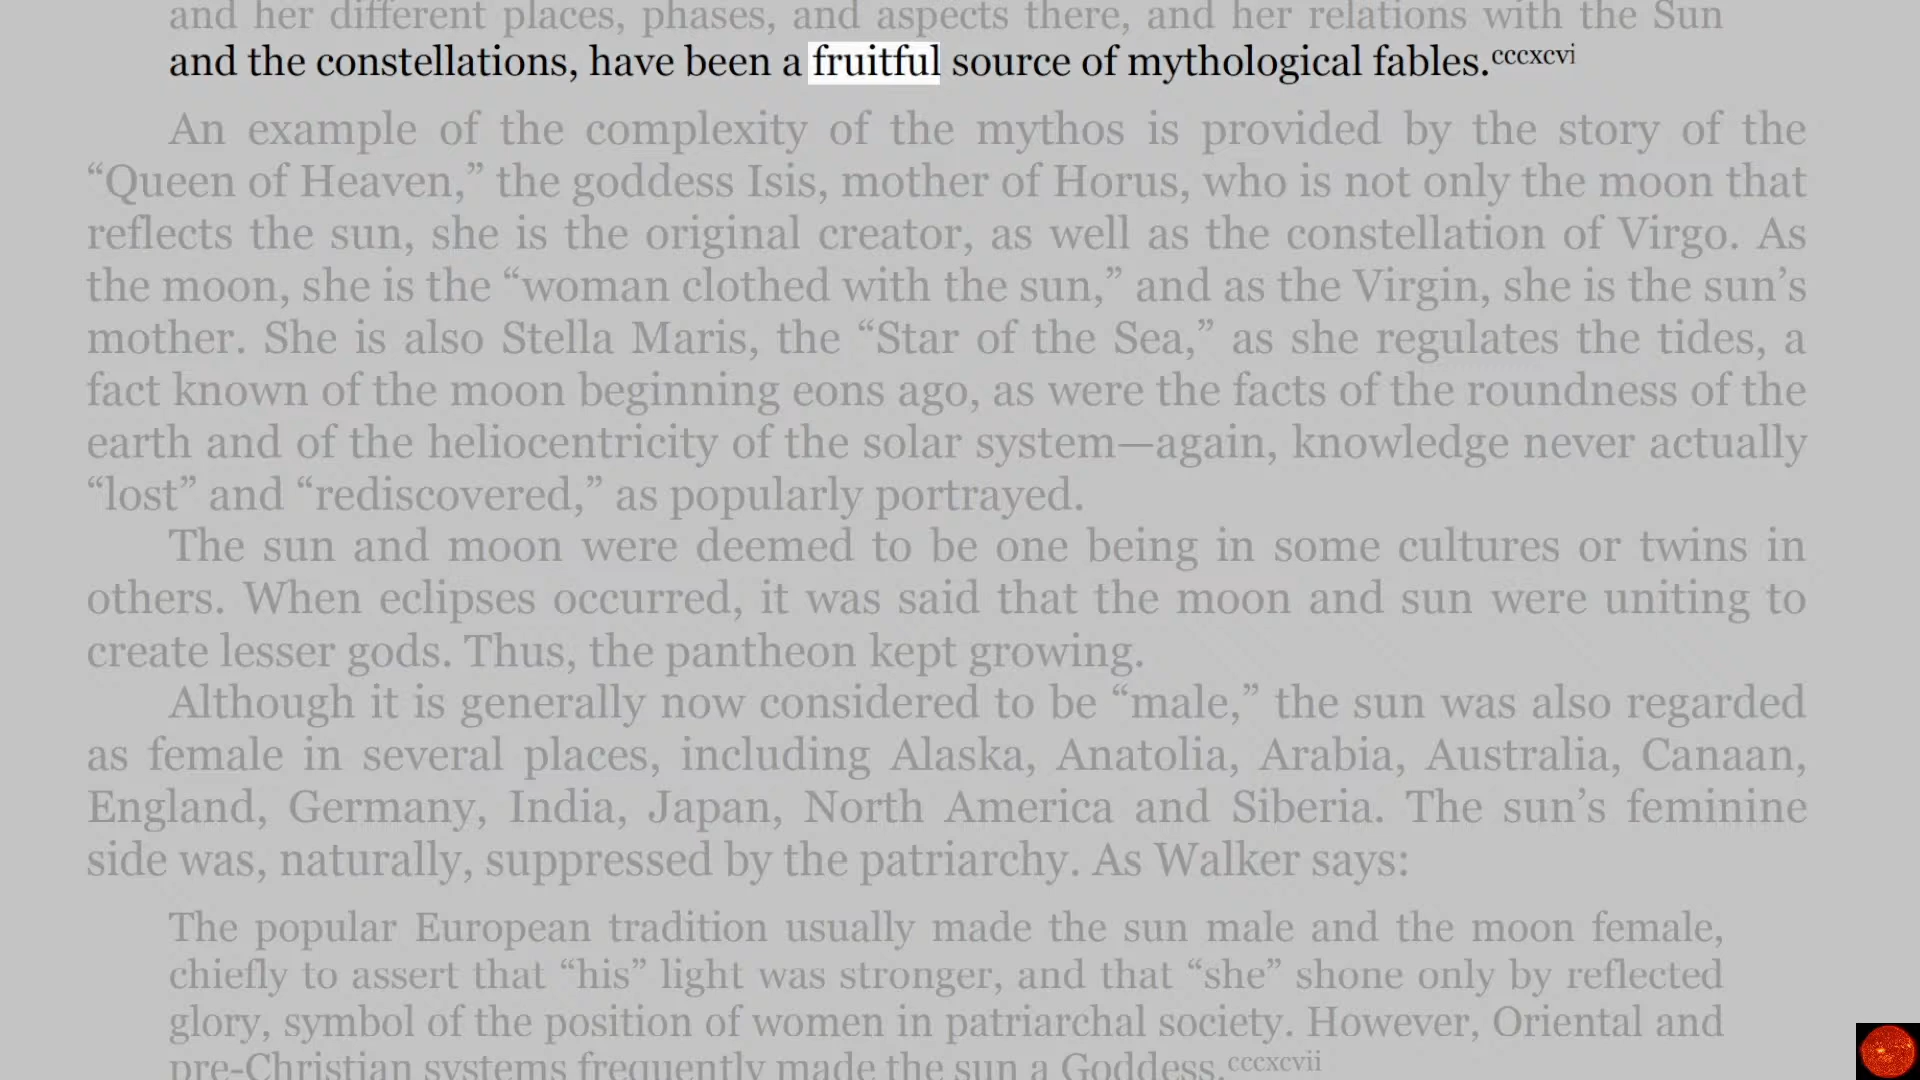 and her different places, phases, and aspects there, and her relations with the Sun
and the constellations, have been a fruitful source of mythological fables.cccxcvi
An example of the complexity of the mythos is provided by the story of the
“Queen of Heaven,” the goddess Isis, mother of Horus, who is not only the moon that
reflects the sun, she is the original creator, as well as the constellation of Virgo. As
the moon, she is the “woman clothed with the sun,” and as the Virgin, she is the sun’s
mother. She is also Stella Maris, the “Star of the Sea,” as she regulates the tides, a
fact known of the moon beginning eons ago, as were the facts of the roundness of the
earth and of the heliocentricity of the solar system—again, knowledge never actually
“lost” and “rediscovered,” as popularly portrayed.
The sun and moon were deemed to be one being in some cultures or twins in
others. When eclipses occurred, it was said that the moon and sun were uniting to
create lesser gods. Thus, the pantheon kept growing.
Although it is generally now considered to be “male,” the sun was also regarded
as female in several places, including Alaska, Anatolia, Arabia, Australia, Canaan,
England, Germany, India, Japan, North America and Siberia. The sun’s feminine
side was, naturally, suppressed by the patriarchy. As Walker says:
The popular European tradition usually made the sun male and the moon female,
chiefly to assert that “his” light was stronger, and that “she” shone only by reflected
glory, symbol of the position of women in patriarchal society. However, Oriental and
pre-Christian systems frequently made the sun a Goddess.cccxcvii